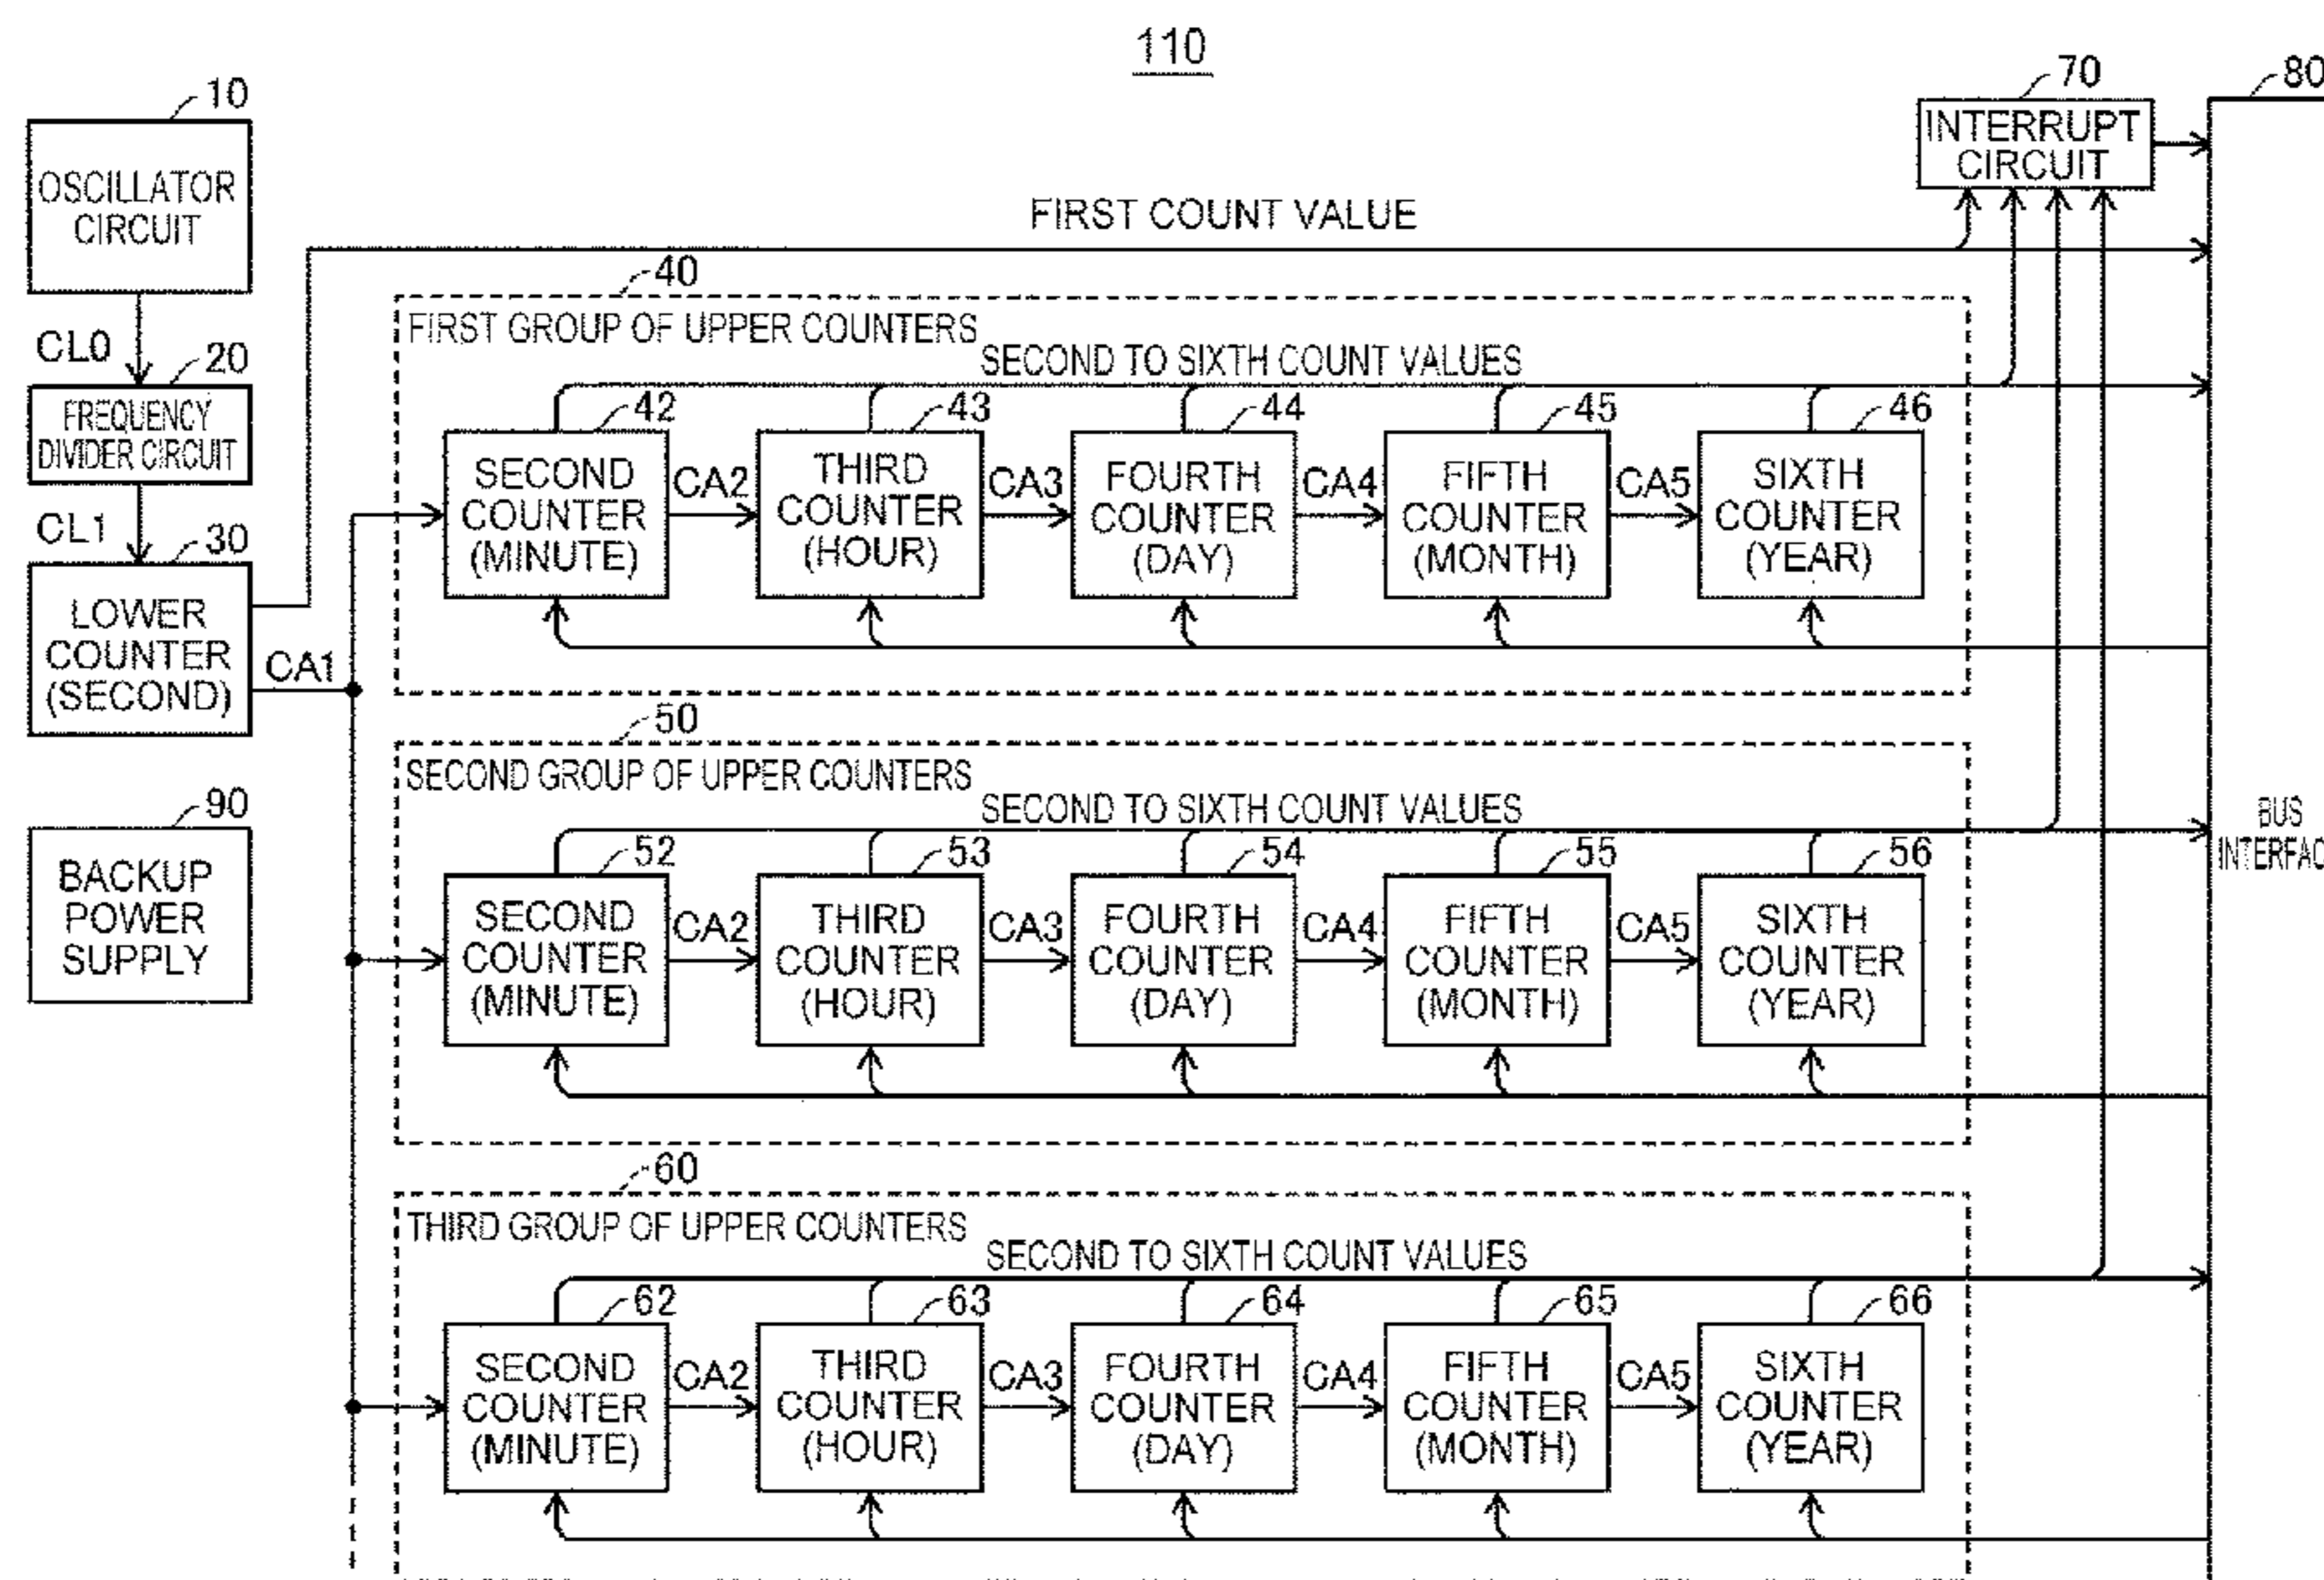 110
10
OSCILLATOR
CIRCUIT
CL0
20
FREQUENCY
DIVIDER CIRCUIT
CL1
30
LOWER
COUNTER
(SECOND)
CA1
90
BACKUP
POWER
SUPPLY
70
INTERRUPT
CIRCUIT
80
FIRST COUNT VALUE
40
FIRST GROUP OF UPPER COUNTERS
SECOND TO SIXTH COUNT VALUES
42
SECOND
COUNTER
(MINUTE)
CA2
43
THIRD
COUNTER
(HOUR)
CA3
44
FOURTH
COUNTER
(DAY)
CA4
45
FIFTH
COUNTER
(MONTH)
CA5
46
SIXTH
COUNTER
(YEAR)
50
SECOND GROUP OF UPPER COUNTERS
SECOND TO SIXTH COUNT VALUES
52
SECOND
COUNTER
(MINUTE)
CA2
53
THIRD
COUNTER
(HOUR)
CA3
54
FOURTH
COUNTER
(DAY)
CA4
55
FIFTH
COUNTER
(MONTH)
CA5
56
SIXTH
COUNTER
(YEAR)
BUS
INTERFAC
60
THIRD GROUP OF UPPER COUNTERS
SECOND TO SIXTH COUNT VALUES
62
SECOND
COUNTER
(MINUTE)
CA2
63
THIRD
COUNTER
(HOUR)
CA3
64
FOURTH
COUNTER
(DAY)
CA4
65
FIFTH
COUNTER
(MONTH)
CA5
66
SIXTH
COUNTER
(YEAR)